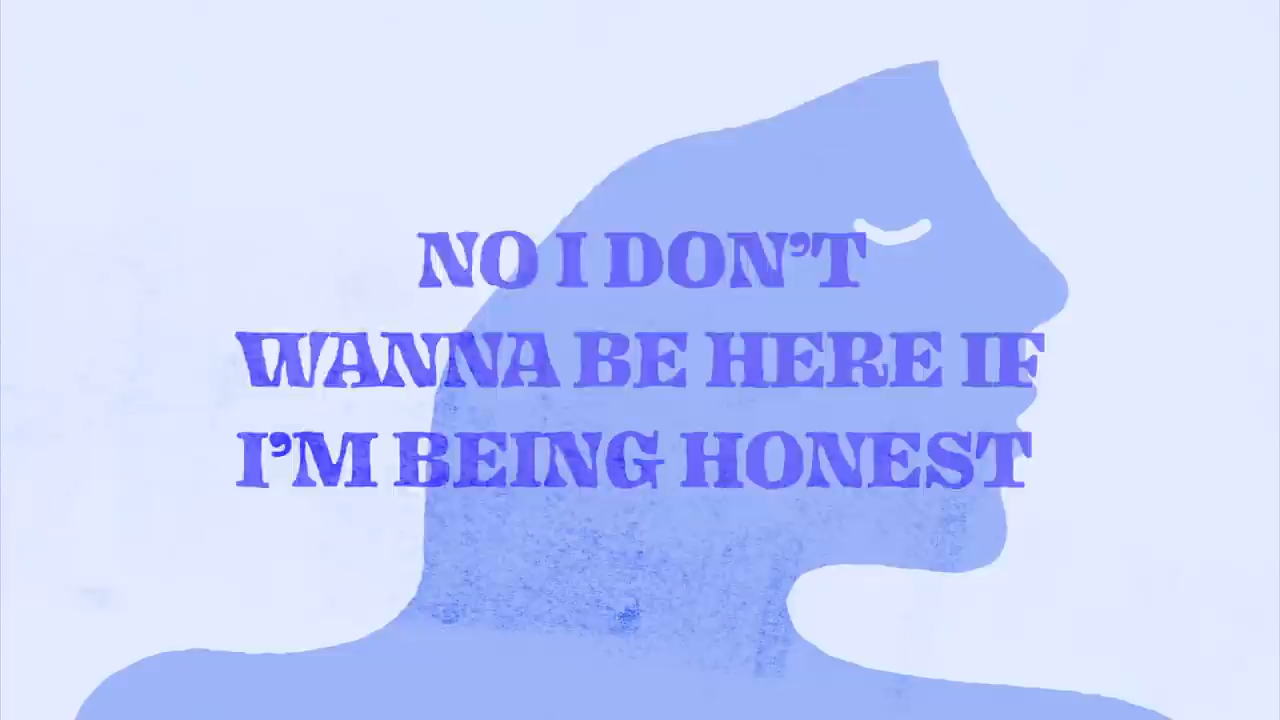 NO I DON’T
WANNA BE HERE IF
I’M BEING HONEST